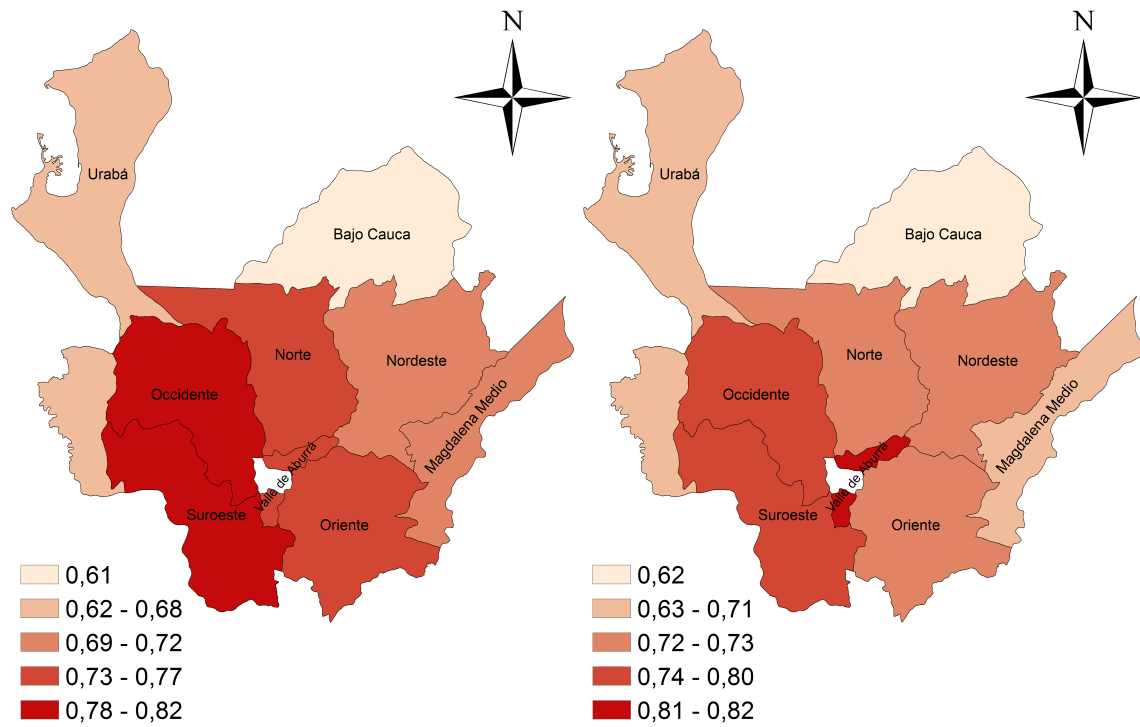 N
Urabá
Bajo Cauca
Norte
Nordeste
Occidente
Magdalena Medio
Valle de Aburrá
Suroeste
Oriente
0,61
0,62 - 0,68
0,69 - 0,72
0,73 - 0,77
0,78 - 0,82
N
Urabá
Bajo Cauca
Norte
Nordeste
Occidente
Magdalena Medio
Valle de Aburrá
Suroeste
Oriente
0,62
0,63 - 0,71
0,72 - 0,73
0,74 - 0,80
0,81 - 0,82